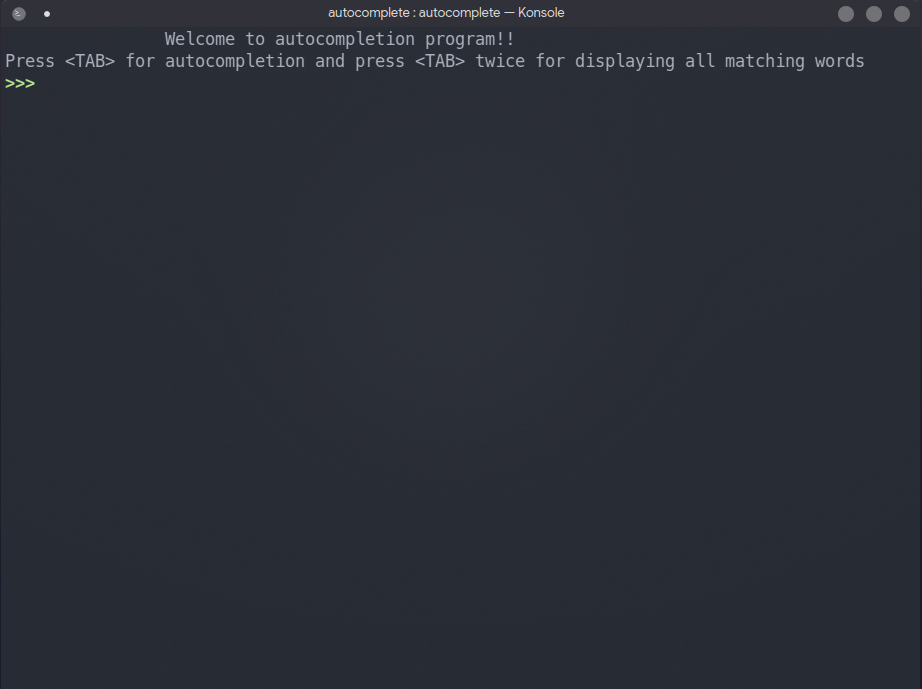 autocomplete : autocomplete — Konsole
Welcome to autocompletion program!!
Press <TAB> for autocompletion and press <TAB> twice for displaying all matching words
>>>